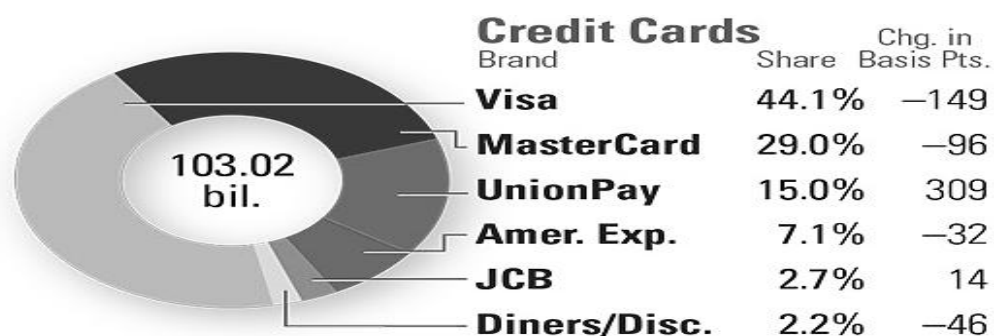 Credit Cards
Chg. in
Brand Share Basis Pts.
Visa 44.1% –149
MasterCard 29.0% –96
UnionPay 15.0% 309
Amer. Exp. 7.1% –32
JCB 2.7% 14
Diners/Disc. 2.2% –46
103.02
bil.